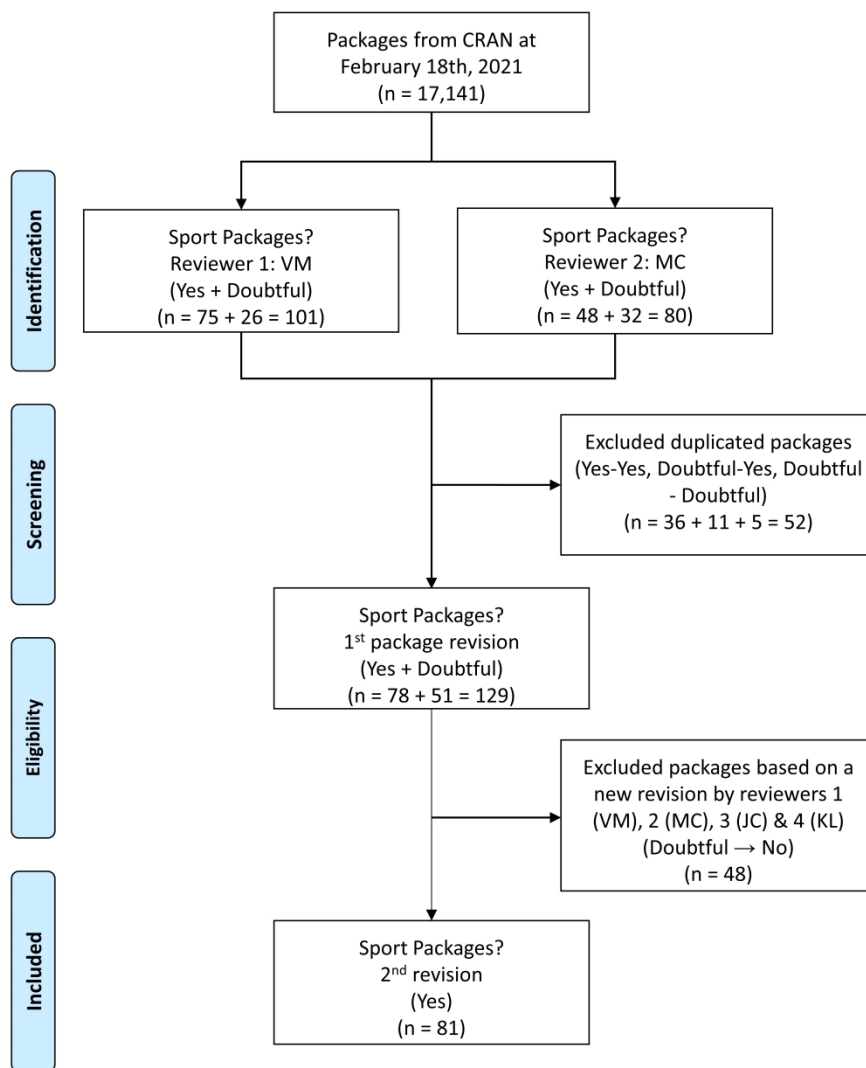 Packages from CRAN at
February 18th, 2021
(n = 17,141)
Identification
Sport Packages?
Reviewer 1: VM
(Yes + Doubtful)
(n = 75 + 26 = 101)
Sport Packages?
Reviewer 2: MC
(Yes + Doubtful)
(n = 48 + 32 = 80)
Screening
Excluded duplicated packages
(Yes-Yes, Doubtful-Yes, Doubtful
- Doubtful)
(n = 36 + 11 + 5 = 52)
Sport Packages?
1st package revision
(Yes + Doubtful)
(n = 78 + 51 = 129)
Eligibility
Excluded packages based on a
new revision by reviewers 1
(VM), 2 (MC), 3 (JC) & 4 (KL)
(Doubtful → No)
(n = 48)
Included
Sport Packages?
2nd revision
(Yes)
(n = 81)